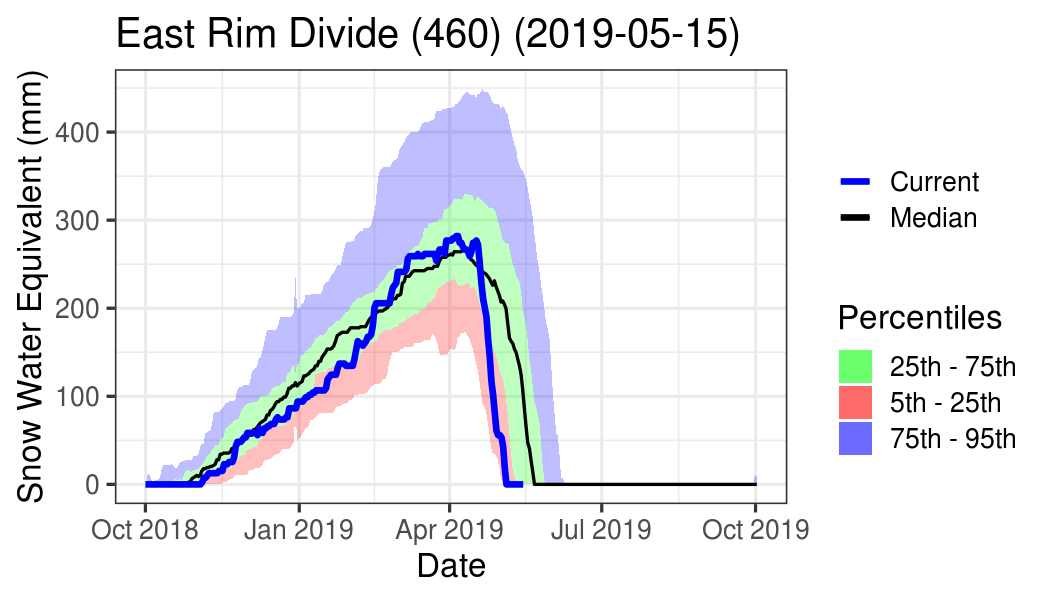 East Rim Divide (460) (2019-05-15)
Snow Water Equivalent (mm)
400
300
200
100
0
Oct 2018
Jan 2019
Apr 2019
Jul 2019
Oct 2019
Date
Current
Median
Percentiles
25th - 75th
5th - 25th
75th - 95th